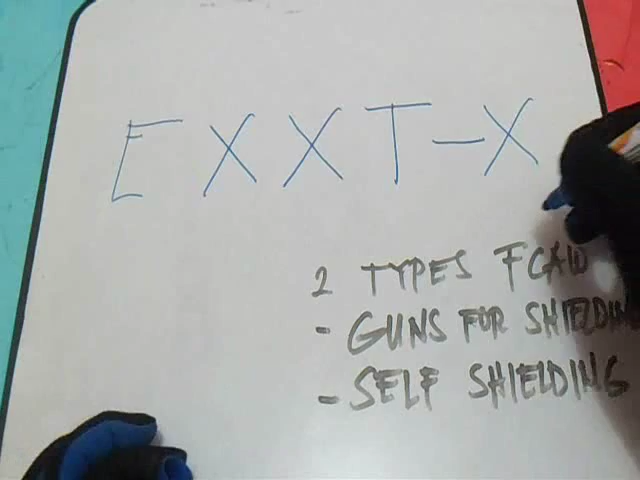 EXXT-X
2 TYPES FCAW
- GUNS FOR SHIELDING
- SELF SHIELDING